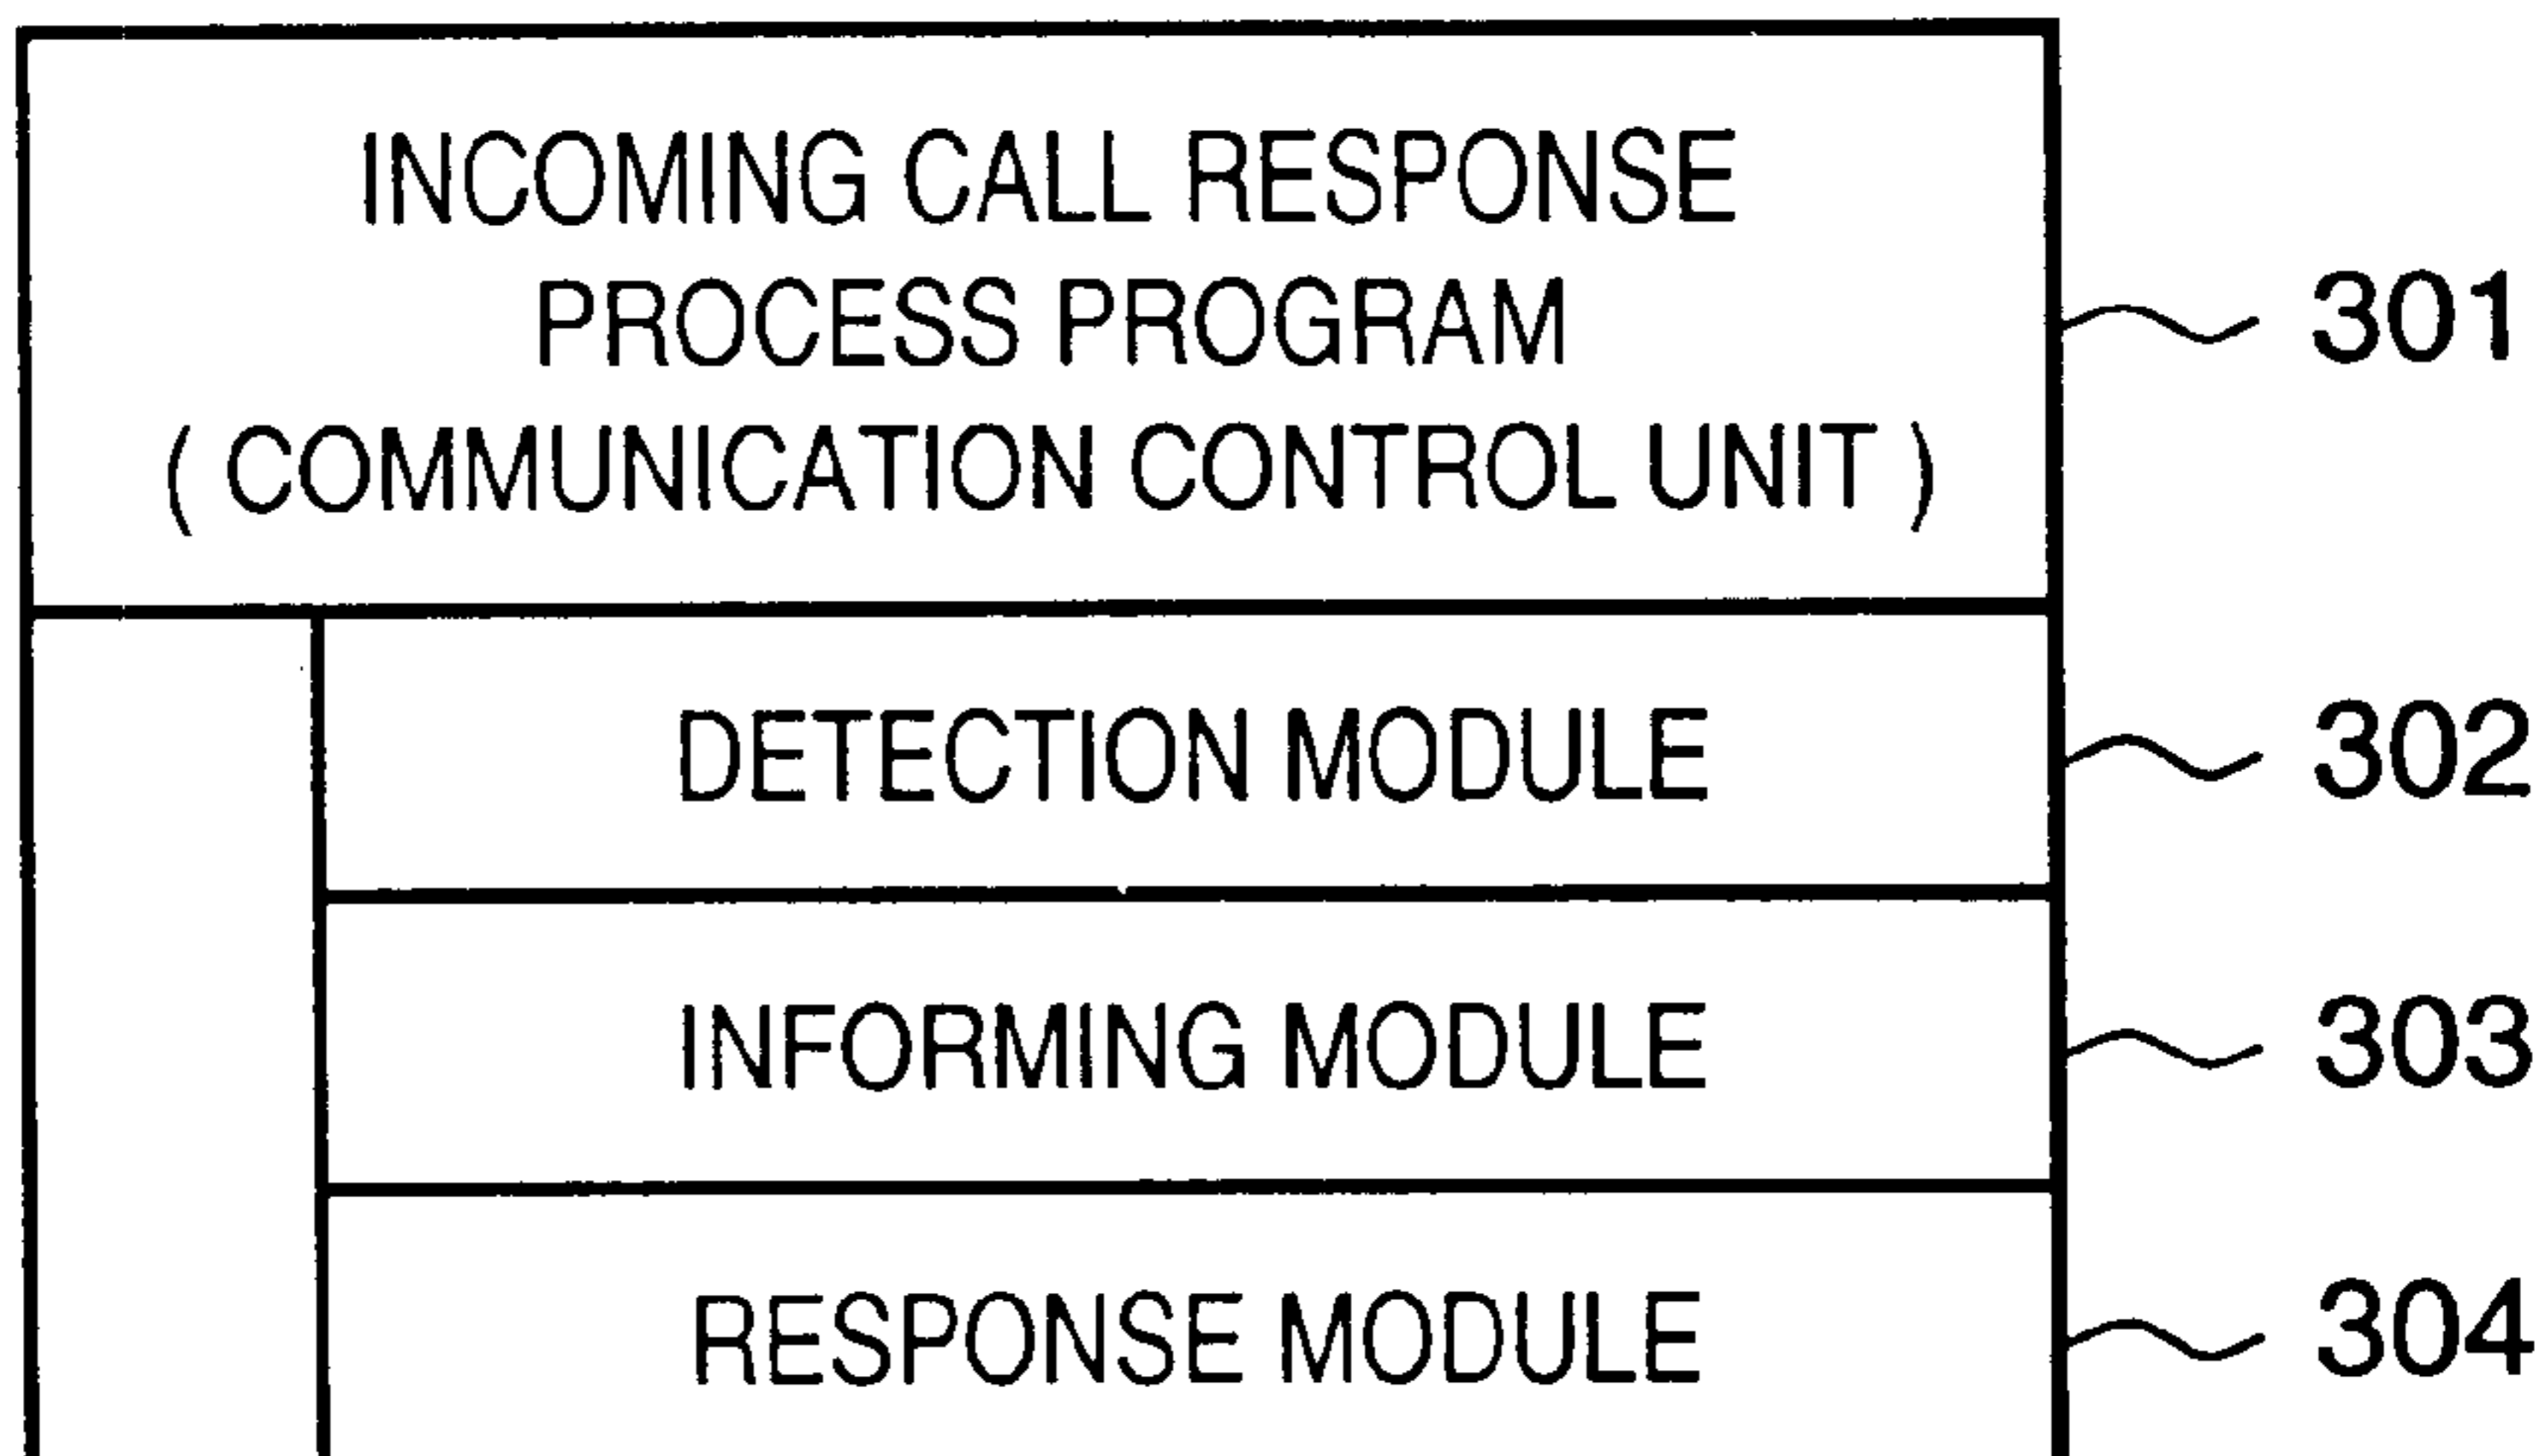 INCOMING CALL RESPONSE
PROCESS PROGRAM
( COMMUNICATION CONTROL UNIT )
301
DETECTION MODULE
302
INFORMING MODULE
303
RESPONSE MODULE
304